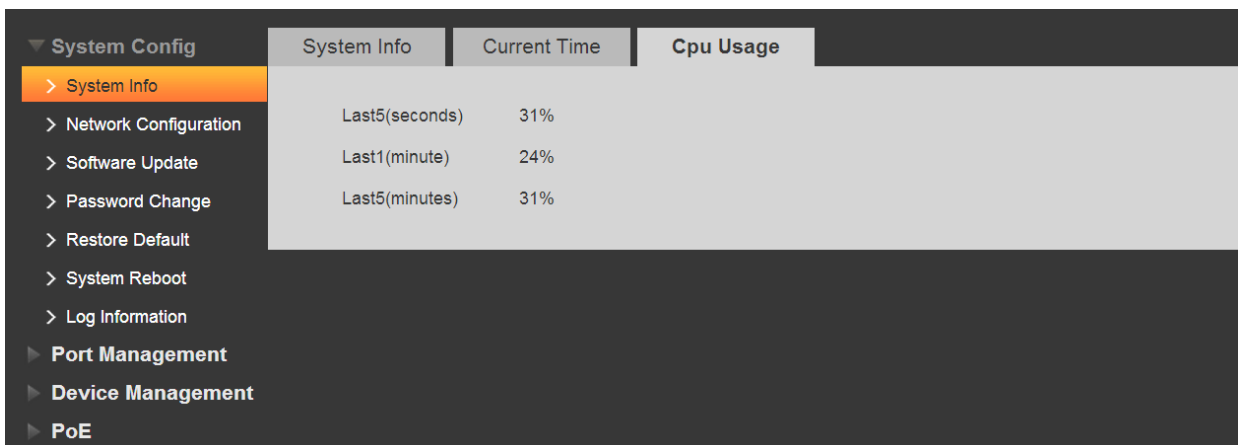 System Config
System Info
Network Configuration
Software Update
Password Change
Restore Default
System Reboot
Log Information
Port Management
Device Management
PoE
System Info Current Time Cpu Usage
Last5(seconds) 31%
Last1(minute) 24%
Last5(minutes) 31%